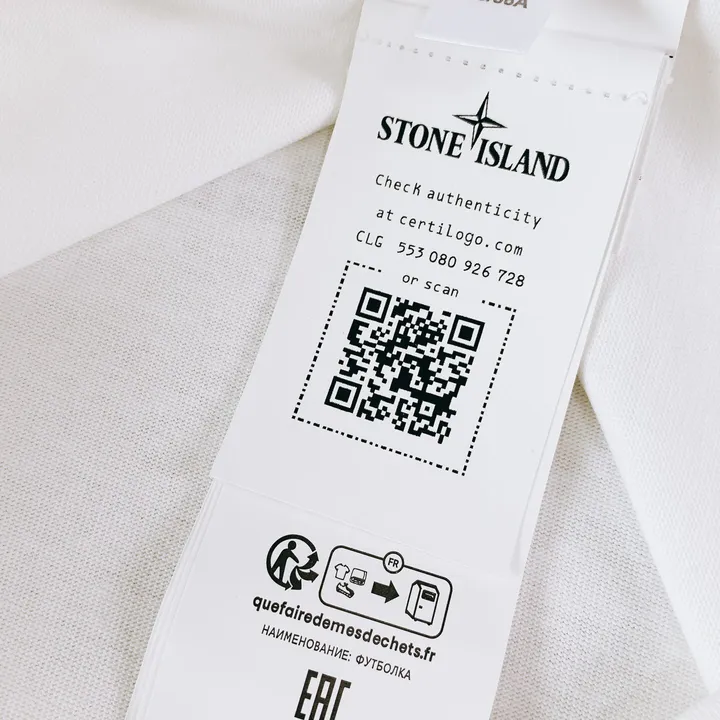 STONE ISLAND
Check authenticity
at certilogo.com
CLG 553 080 926 728
or scan
FR
quefairedemesdechets.fr
НАИМЕНОВАНИЕ: ФУТБОЛКА
EAC